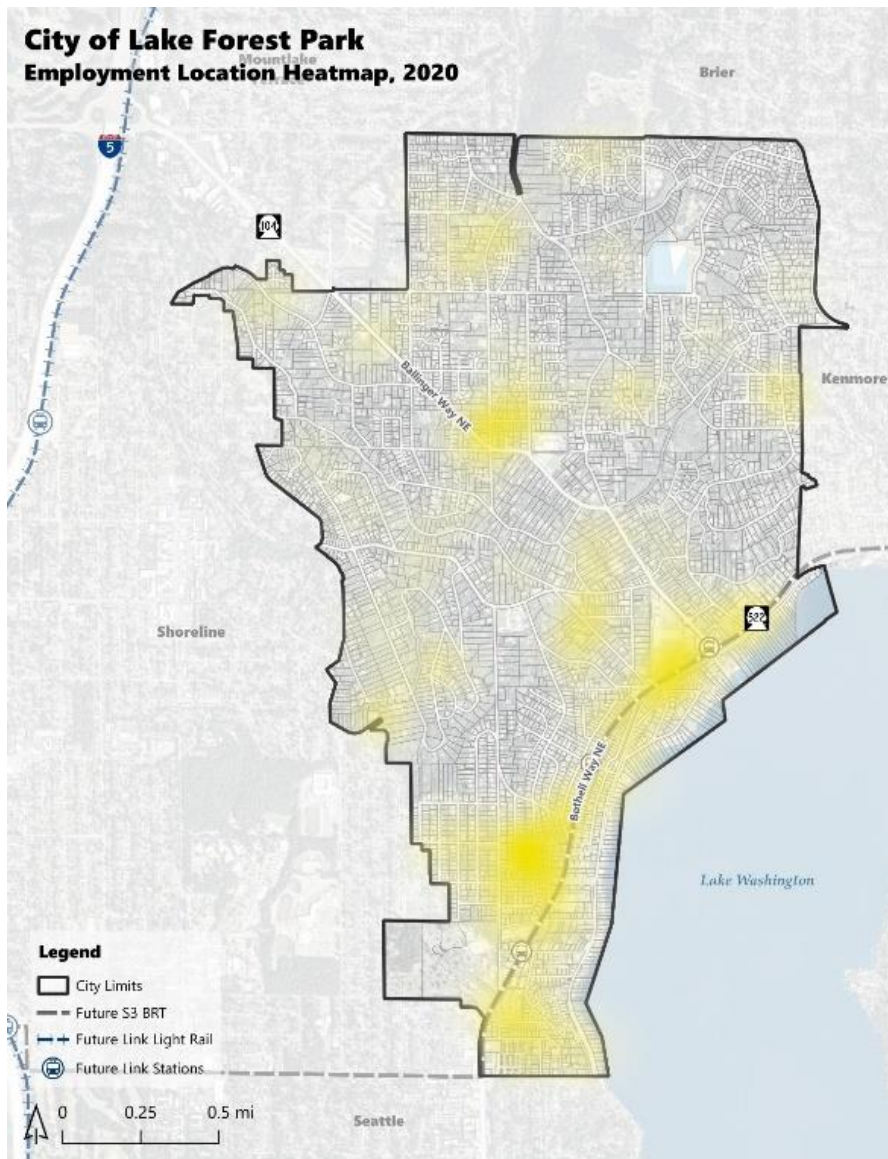 City of Lake Forest Park
Mountlake
Employment Location Heatmap, 2020
Brier
5
104
Ballinger Way NE
Kenmore
Shoreline
522
Bothell Way NE
Lake Washington
Legend
City Limits
Future S3 BRT
Future Link Light Rail
Future Link Stations
0 0.25 0.5 mi
Seattle